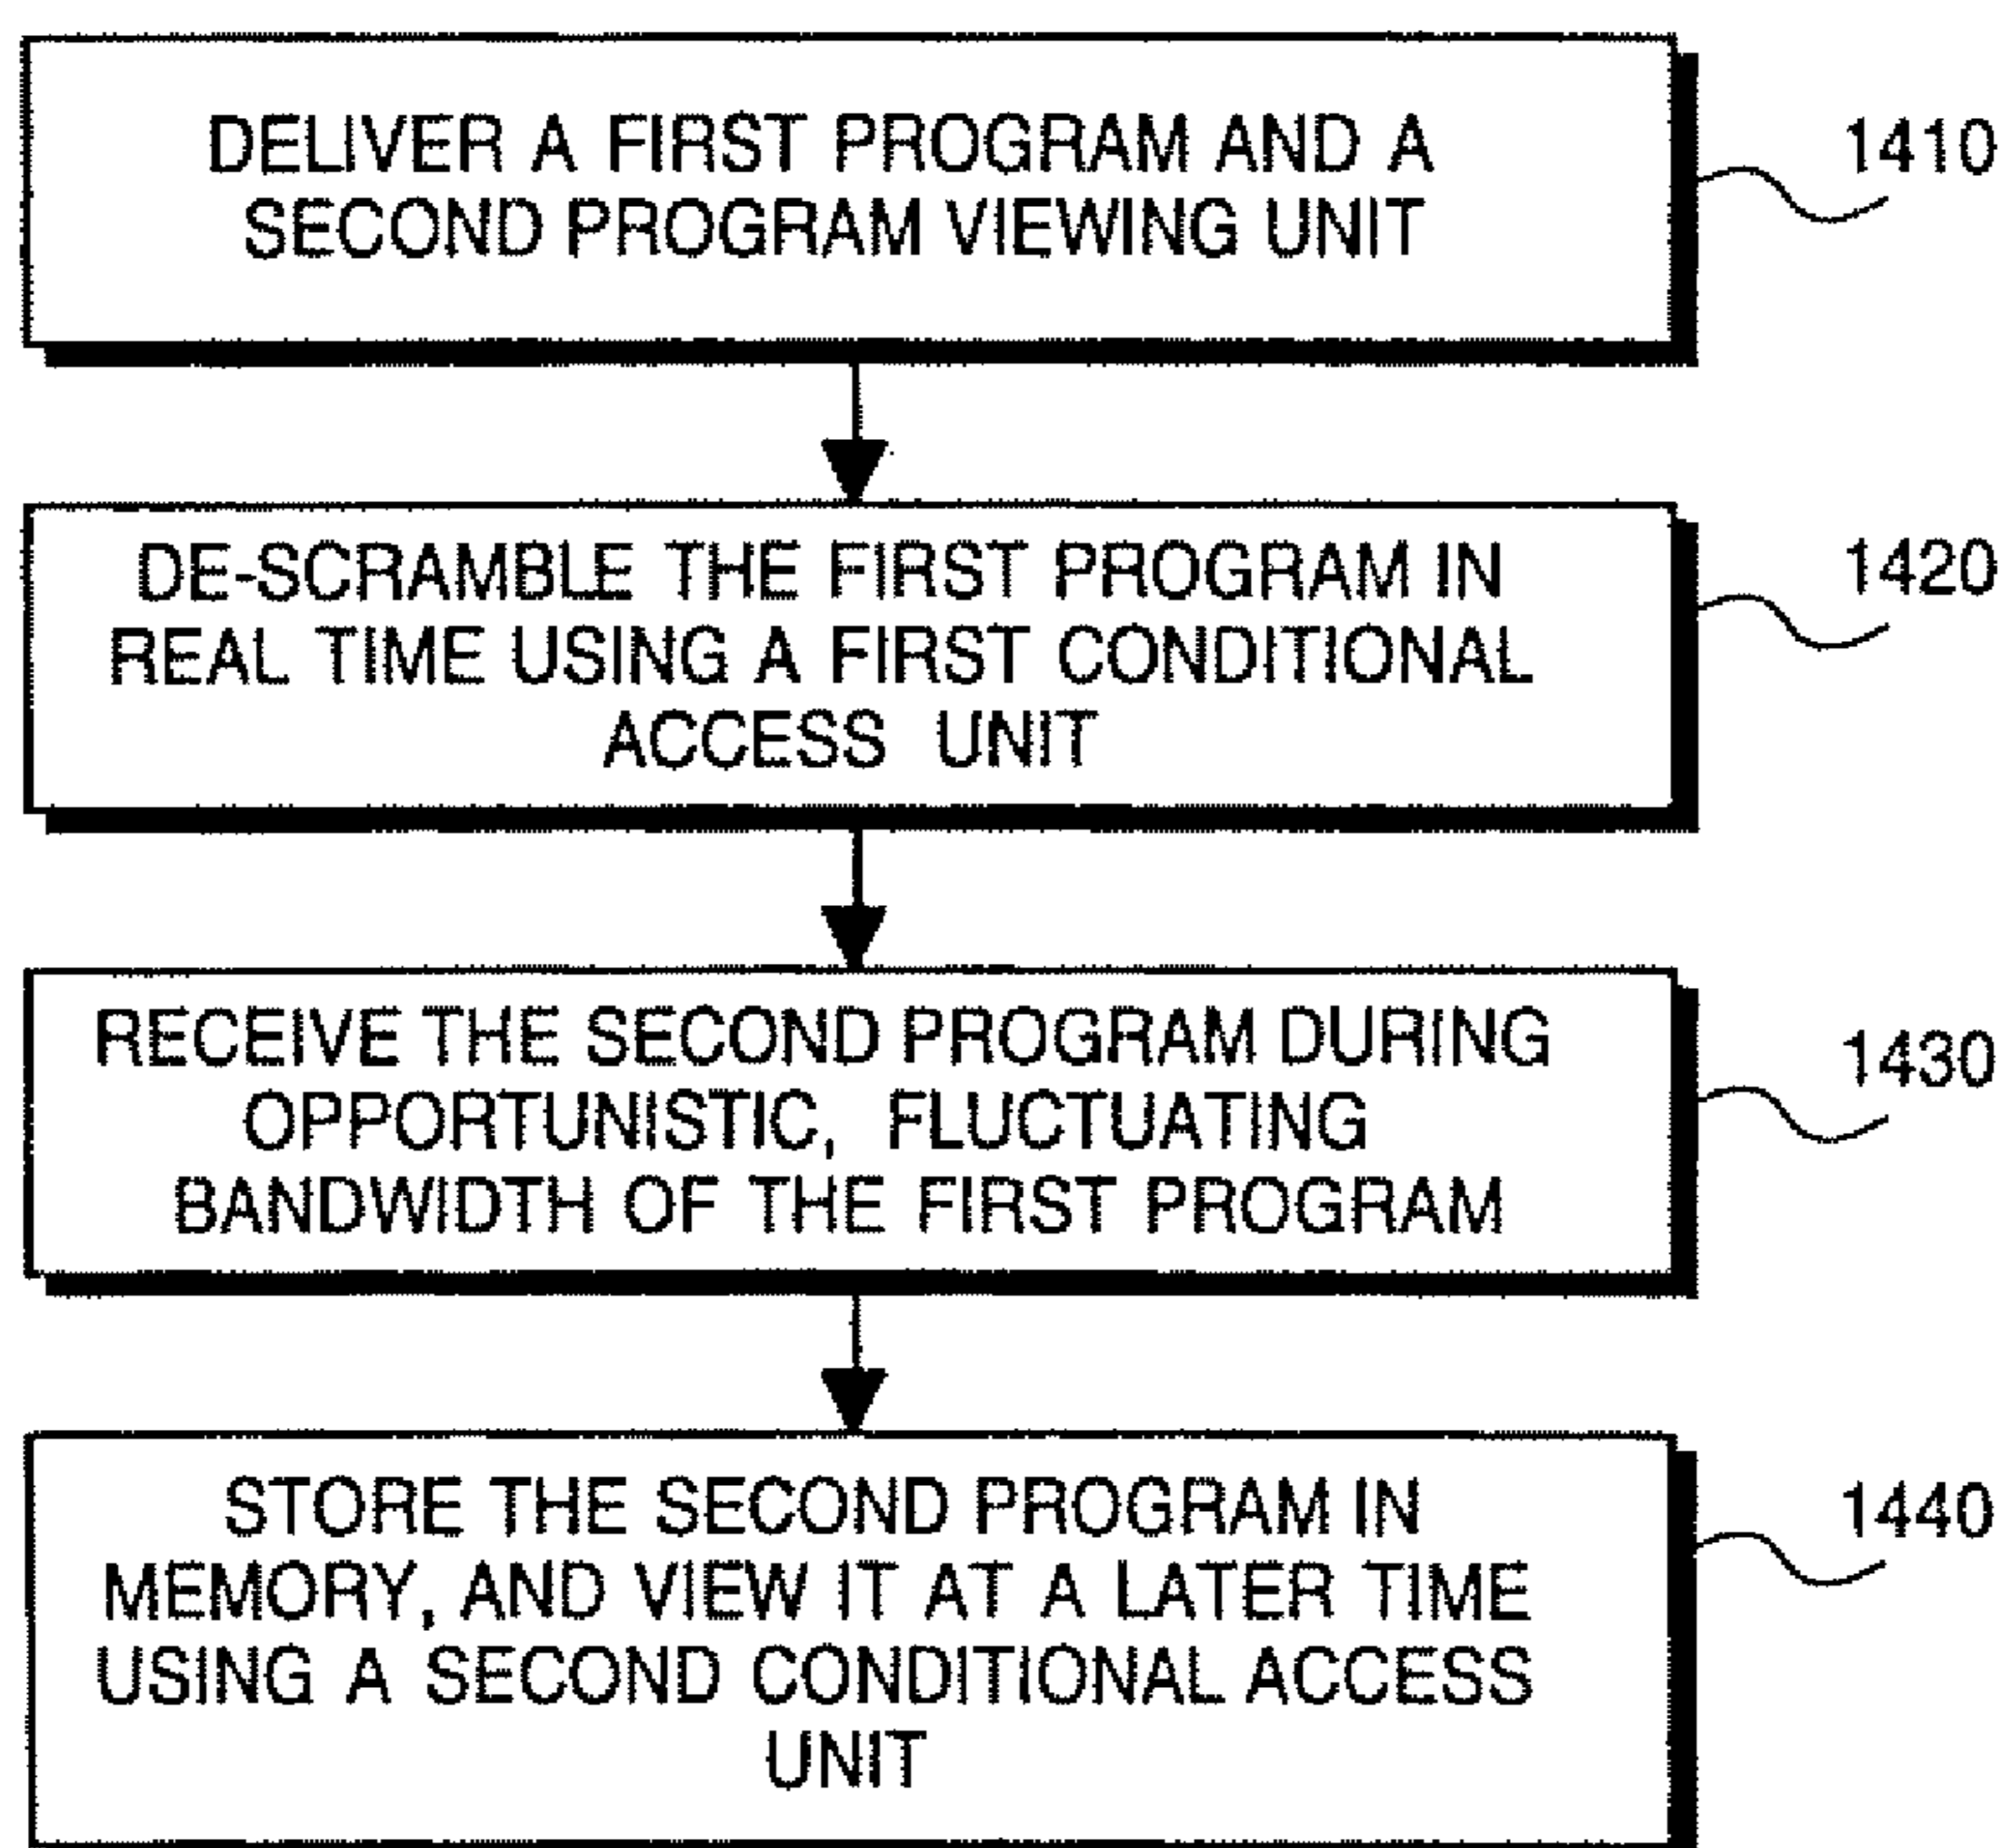 DELIVER A FIRST PROGRAM AND A
SECOND PROGRAM VIEWING UNIT
1410
DE-SCRAMBLE THE FIRST PROGRAM IN
REAL TIME USING A FIRST CONDITIONAL
ACCESS UNIT
1420
RECEIVE THE SECOND PROGRAM DURING
OPPORTUNISTIC, FLUCTUATING
BANDWIDTH OF THE FIRST PROGRAM
1430
STORE THE SECOND PROGRAM IN
MEMORY, AND VIEW IT AT A LATER TIME
USING A SECOND CONDITIONAL ACCESS
UNIT
1440